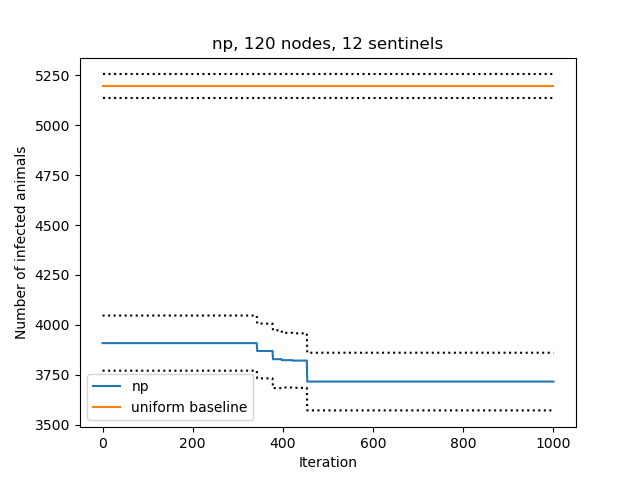 np, 120 nodes, 12 sentinels
Number of infected animals
5250
5000
4750
4500
4250
4000
3750
3500
np
uniform baseline
0
200
400
600
800
1000
Iteration